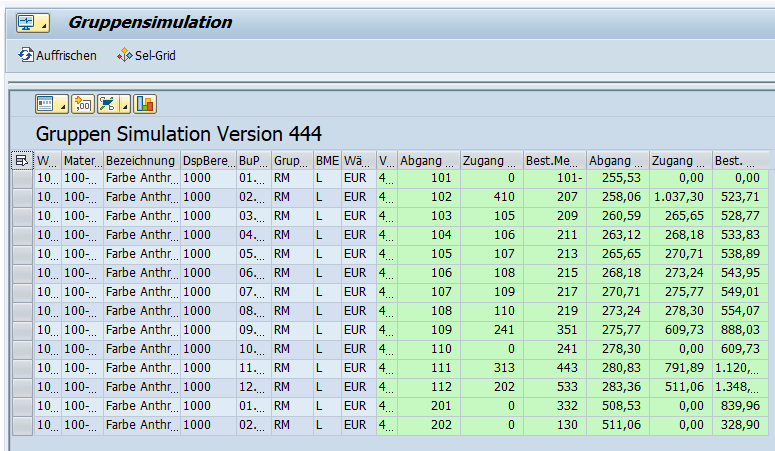 Gruppensimulation
Auffrischen Sel-Grid
Gruppen Simulation Version 444
W... Mater... Bezeichnung DspBere... BuP... Grup... BME Wä... V... Abgang ... Zugang ... Best.Me... Abgang ... Zugang ... Best. ...
10... 100-... Farbe Anthr... 1000 01.... RM L EUR 4... 101 0 101- 255,53 0,00 0,00
10... 100-... Farbe Anthr... 1000 02.... RM L EUR 4... 102 410 207 258,06 1.037,30 523,71
10... 100-... Farbe Anthr... 1000 03.... RM L EUR 4... 103 105 209 260,59 265,65 528,77
10... 100-... Farbe Anthr... 1000 04.... RM L EUR 4... 104 106 211 263,12 268,18 533,83
10... 100-... Farbe Anthr... 1000 05.... RM L EUR 4... 105 107 213 265,65 270,71 538,89
10... 100-... Farbe Anthr... 1000 06.... RM L EUR 4... 106 108 215 268,18 273,24 543,95
10... 100-... Farbe Anthr... 1000 07.... RM L EUR 4... 107 109 217 270,71 275,77 549,01
10... 100-... Farbe Anthr... 1000 08.... RM L EUR 4... 108 110 219 273,24 278,30 554,07
10... 100-... Farbe Anthr... 1000 09.... RM L EUR 4... 109 241 351 275,77 609,73 888,03
10... 100-... Farbe Anthr... 1000 10.... RM L EUR 4... 110 0 241 278,30 0,00 609,73
10... 100-... Farbe Anthr... 1000 11.... RM L EUR 4... 111 313 443 280,83 791,89 1.120,...
10... 100-... Farbe Anthr... 1000 12.... RM L EUR 4... 112 202 533 283,36 511,06 1.348,...
10... 100-... Farbe Anthr... 1000 01.... RM L EUR 4... 201 0 332 508,53 0,00 839,96
10... 100-... Farbe Anthr... 1000 02.... RM L EUR 4... 202 0 130 511,06 0,00 328,90